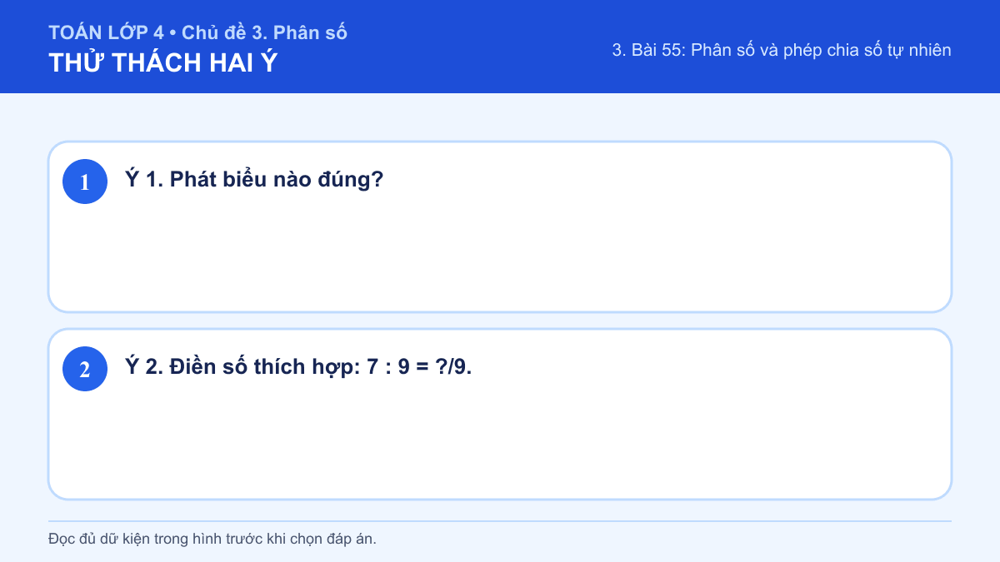 TOÁN LỚP 4 • Chủ đề 3. Phân số
THỬ THÁCH HAI Ý
3. Bài 55: Phân số và phép chia số tự nhiên
1
Ý 1. Phát biểu nào đúng?
2
Ý 2. Điền số thích hợp: 7 : 9 = ?/9.
Đọc đủ dữ kiện trong hình trước khi chọn đáp án.